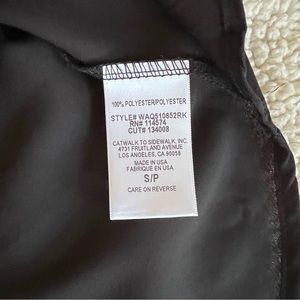 100% POLYESTER/POLYESTER
STYLE# WAQ510652RK
RN# 114574
CUT# 134008
CATWALK TO SIDEWALK, INC.
4731 FRUITLAND AVENUE
LOS ANGELES, CA 90058
MADE IN USA
FABRIQUE EN USA
S/P
CARE ON REVERSE